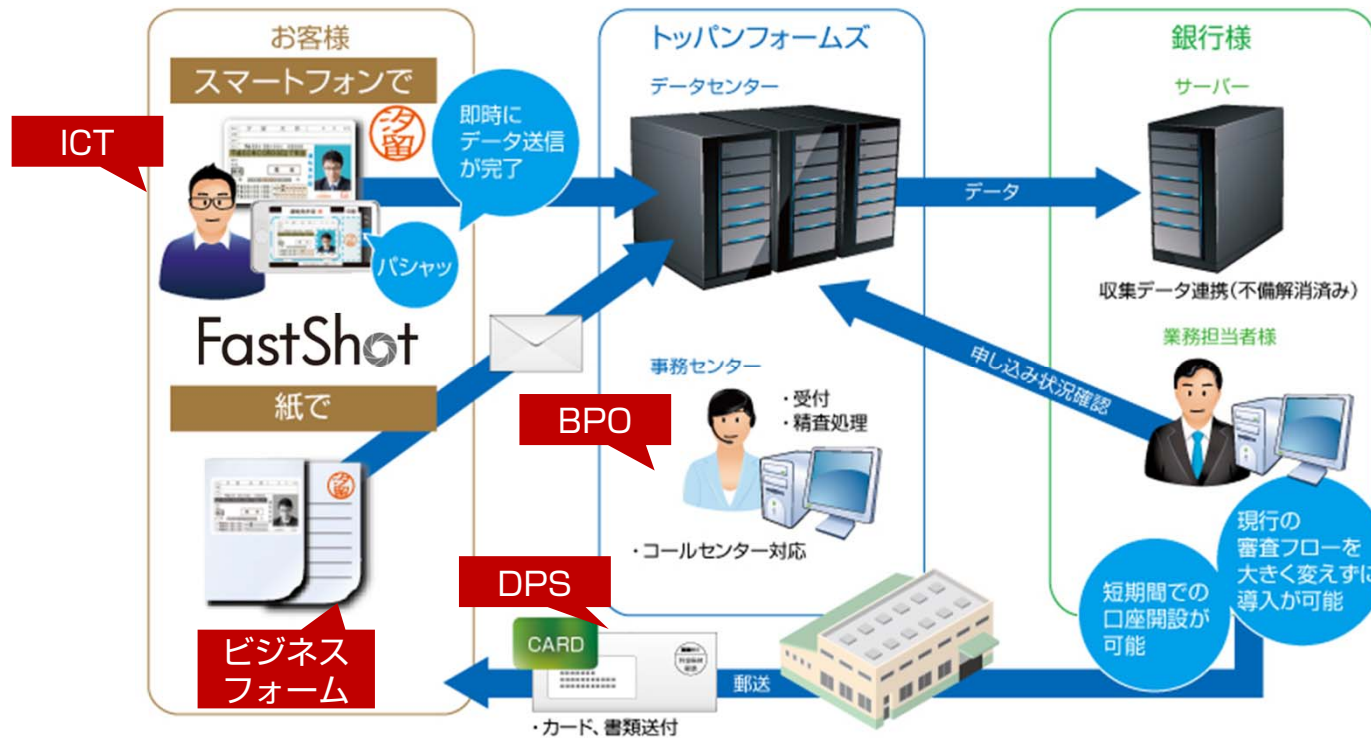 お客様
スマートフォンで
ICT
汐留
即時に
データ送信
が完了
パシャッ
FastShot
紙で
汐留
ビジネス
フォーム
トッパンフォームズ
データセンター
事務センター
・受付
・精査処理
BPO
・コールセンター対応
データ
銀行様
サーバー
収集データ連携(不備解消済み)
業務担当者様
申し込み状況確認
現行の
審査フローを
大きく変えずに
導入が可能
短期間での
口座開設が
可能
DPS
CARD
郵送
・カード、書類送付